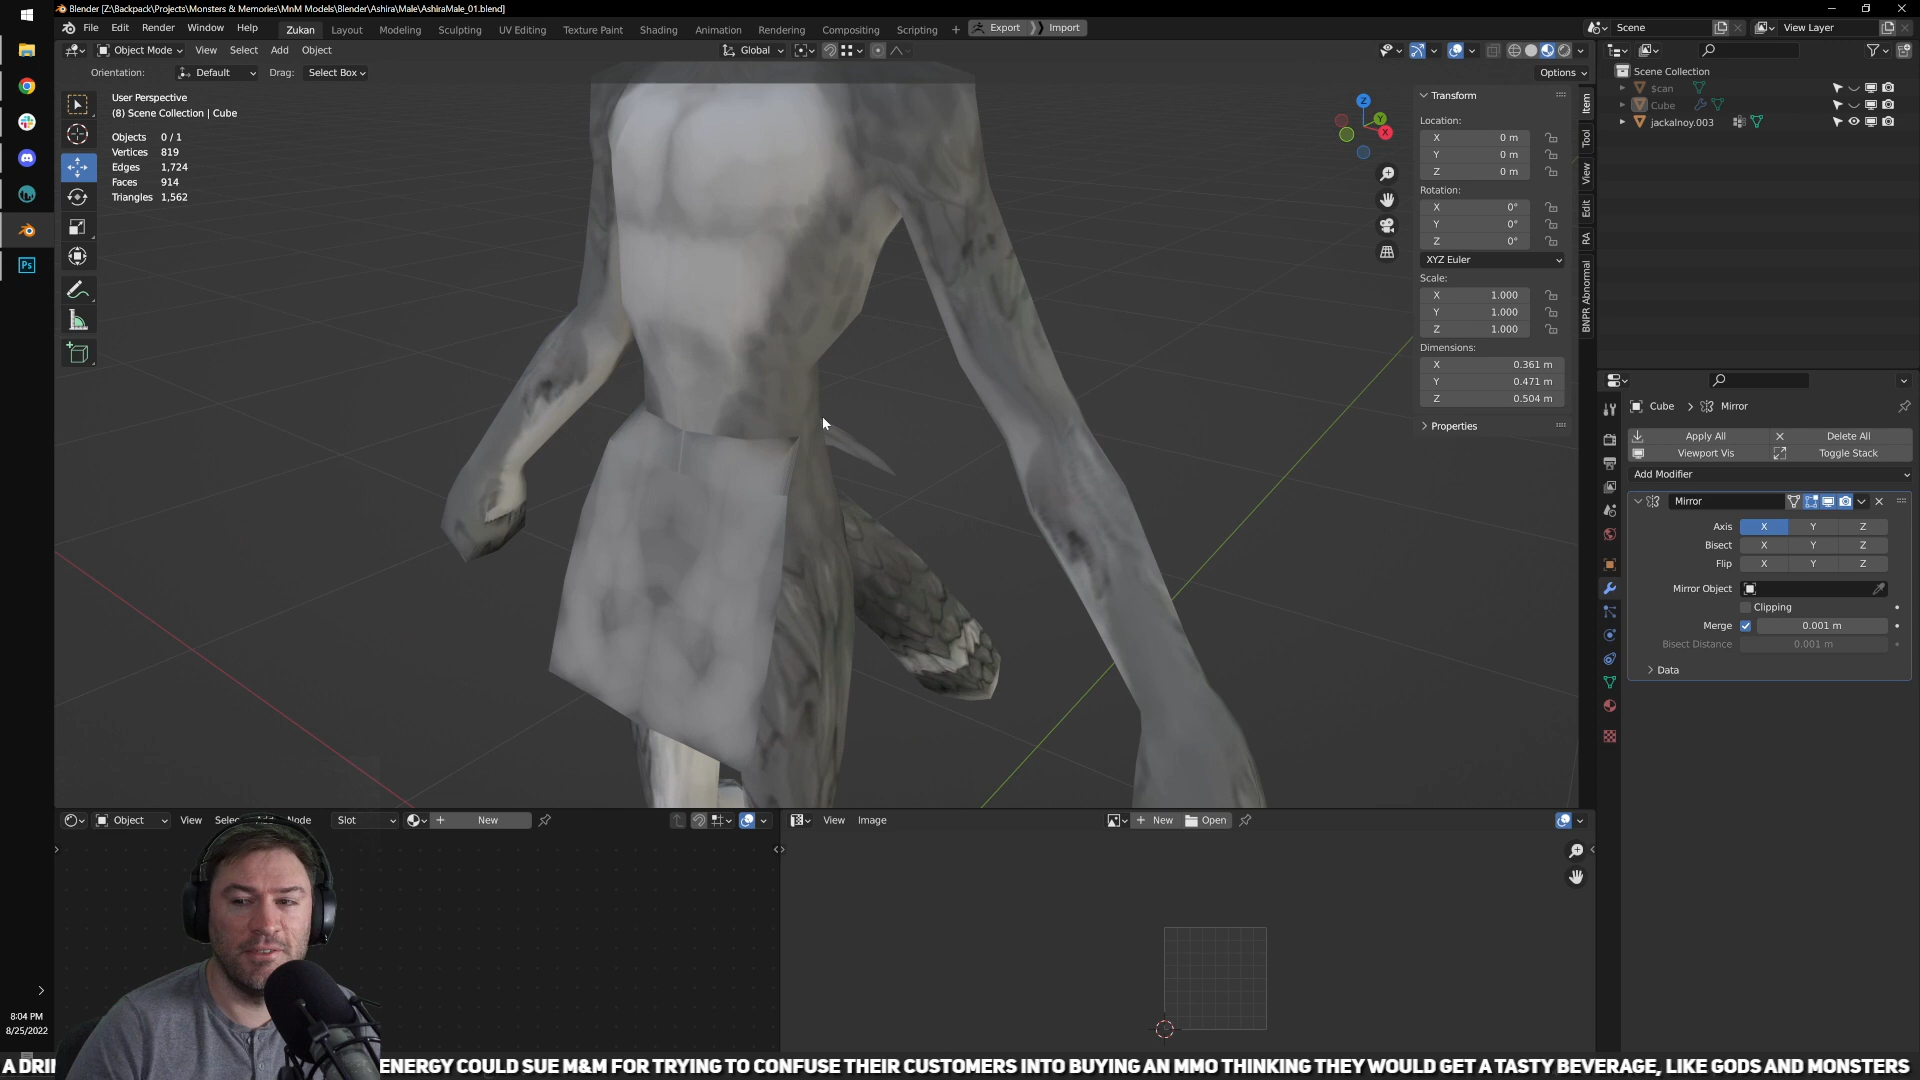 Blender [Z:\Backpack\Projects\Monsters & Memories\MnM Models\Blender\Ashira\Male\AshiraMale_01.blend]
File Edit Render Window Help Zukan Layout Modeling Sculpting UV Editing Texture Paint Shading Animation Rendering Compositing Scripting + Export Import Scene View Layer
Object Mode View Select Add Object Global
Orientation: Default Drag: Select Box Options
User Perspective
(8) Scene Collection | Cube
Objects 0 / 1
Vertices 819
Edges 1,724
Faces 914
Triangles 1,562
Transform
Location:
X 0 m
Y 0 m
Z 0 m
Rotation:
X 0°
Y 0°
Z 0°
XYZ Euler
Scale:
X 1.000
Y 1.000
Z 1.000
Dimensions:
X 0.361 m
Y 0.471 m
Z 0.504 m
Properties
Item
Tool
View
Edit
RA
BNPR Abnormal
Z
Y
X
Scene Collection
$can
Cube
jackalnoy.003
Cube Mirror
Apply All Delete All
Viewport Vis Toggle Stack
Add Modifier
Mirror
Axis X Y Z
Bisect X Y Z
Flip X Y Z
Mirror Object
Clipping
Merge 0.001 m
Bisect Distance 0.001 m
Data
Ps
Object View Selec Add Node Slot New
View Image New Open
8:04 PM
8/25/2022
A DRI
ENERGY COULD SUE M&M FOR TRYING TO CONFUSE THEIR CUSTOMERS INTO BUYING AN MMO THINKING THEY WOULD GET A TASTY BEVERAGE, LIKE GODS AND MONSTERS